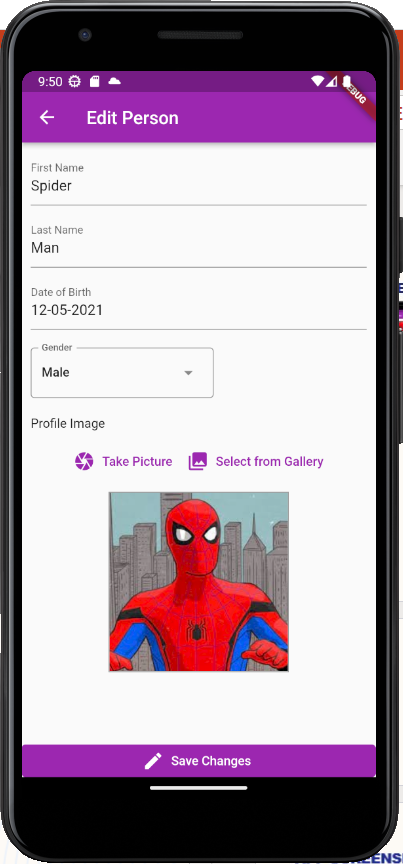 9:50
DEBUG
Edit Person
First Name
Spider
Last Name
Man
Date of Birth
12-05-2021
Gender
Male
Profile Image
Take Picture Select from Gallery
Save Changes